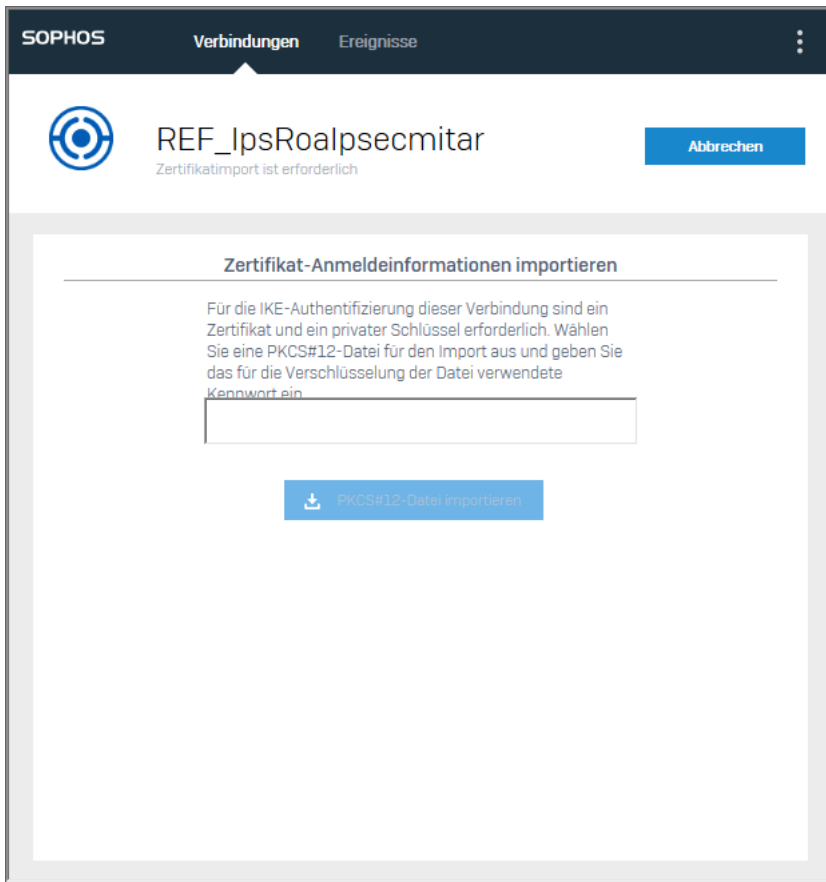 SOPHOS
Verbindungen
Ereignisse
REF_IpsRoaIpsecmitar
Abbrechen
Zertifikatimport ist erforderlich
Zertifikat-Anmeldeinformationen importieren
Für die IKE-Authentifizierung dieser Verbindung sind ein
Zertifikat und ein privater Schlüssel erforderlich. Wählen
Sie eine PKCS#12-Datei für den Import aus und geben Sie
das für die Verschlüsselung der Datei verwendete
Kennwort ein
PKCS#12-Datei importieren